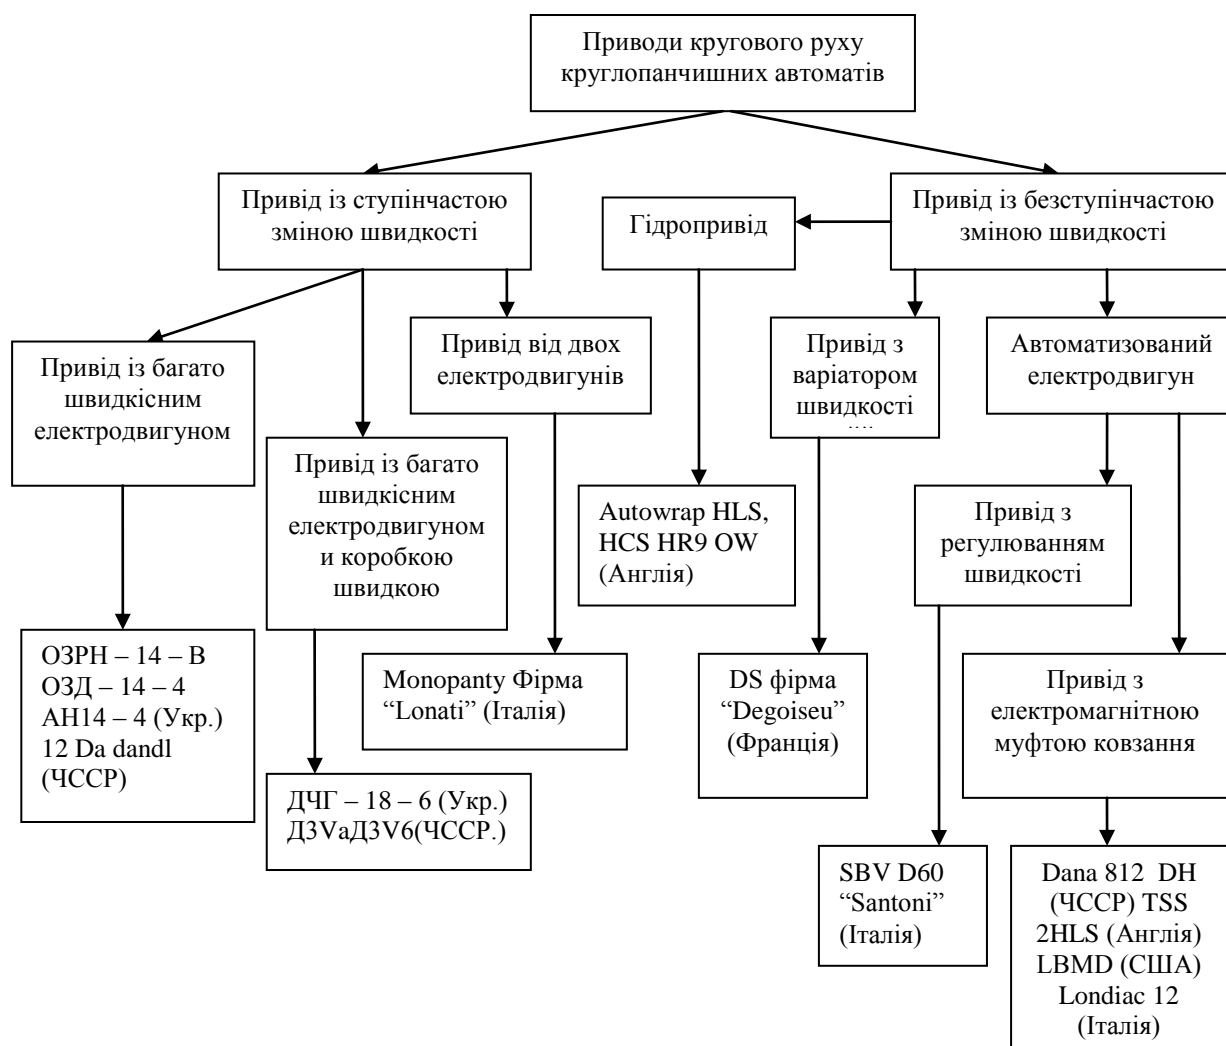 Приводи кругового руху
круглопанчишних автоматів
Привід із ступінчастою
зміною швидкості
Гідропривід
Привід із безступінчастою
зміною швидкості
Привід із багато
швидкісним
електродвигуном
Привід від двох
електродвигунів
Привід з
варіатором
швидкості
Автоматизований
електродвигун
Привід із багато
швидкісним
електродвигуном
и коробкою
швидкою
Autowrap HLS,
HCS HR9 OW
(Англія)
Привід з
регулюванням
швидкості
ОЗРН – 14 – В
ОЗД – 14 – 4
АН14 – 4 (Укр.)
12 Da dandl
(ЧССР)
Monopanty Фірма
“Lonati” (Італія)
DS фірма
“Degoiseu”
(Франція)
Привід з
електромагнітною
муфтою ковзання
ДЧГ – 18 – 6 (Укр.)
Д3VaД3V6(ЧССР.)
SBV D60
“Santoni”
(Італія)
Dana 812 DH
(ЧССР) TSS
2HLS (Англія)
LBMD (США)
Londiac 12
(Італія)